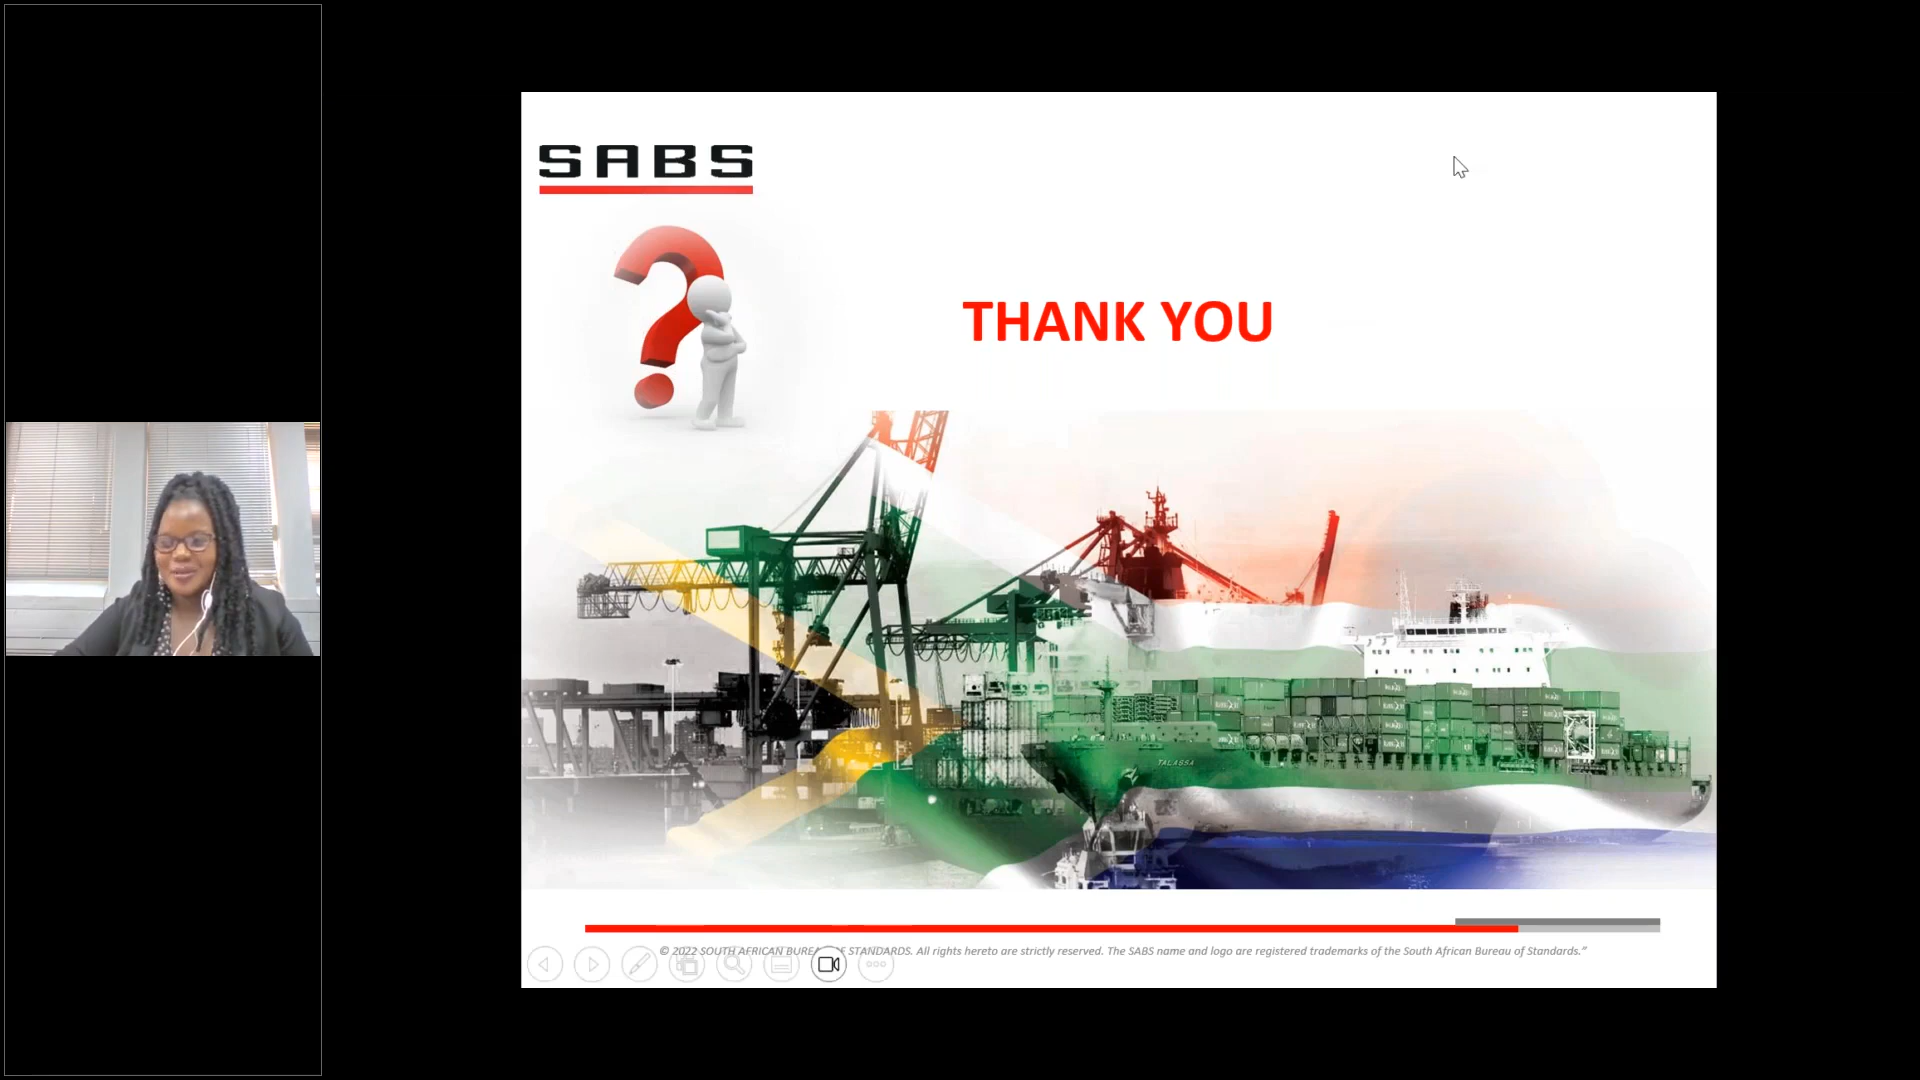 SABS
THANK YOU
TALASSA
© 2022 SOUTH AFRICAN BUREAU OF STANDARDS. All rights hereto are strictly reserved. The SABS name and logo are registered trademarks of the South African Bureau of Standards.”